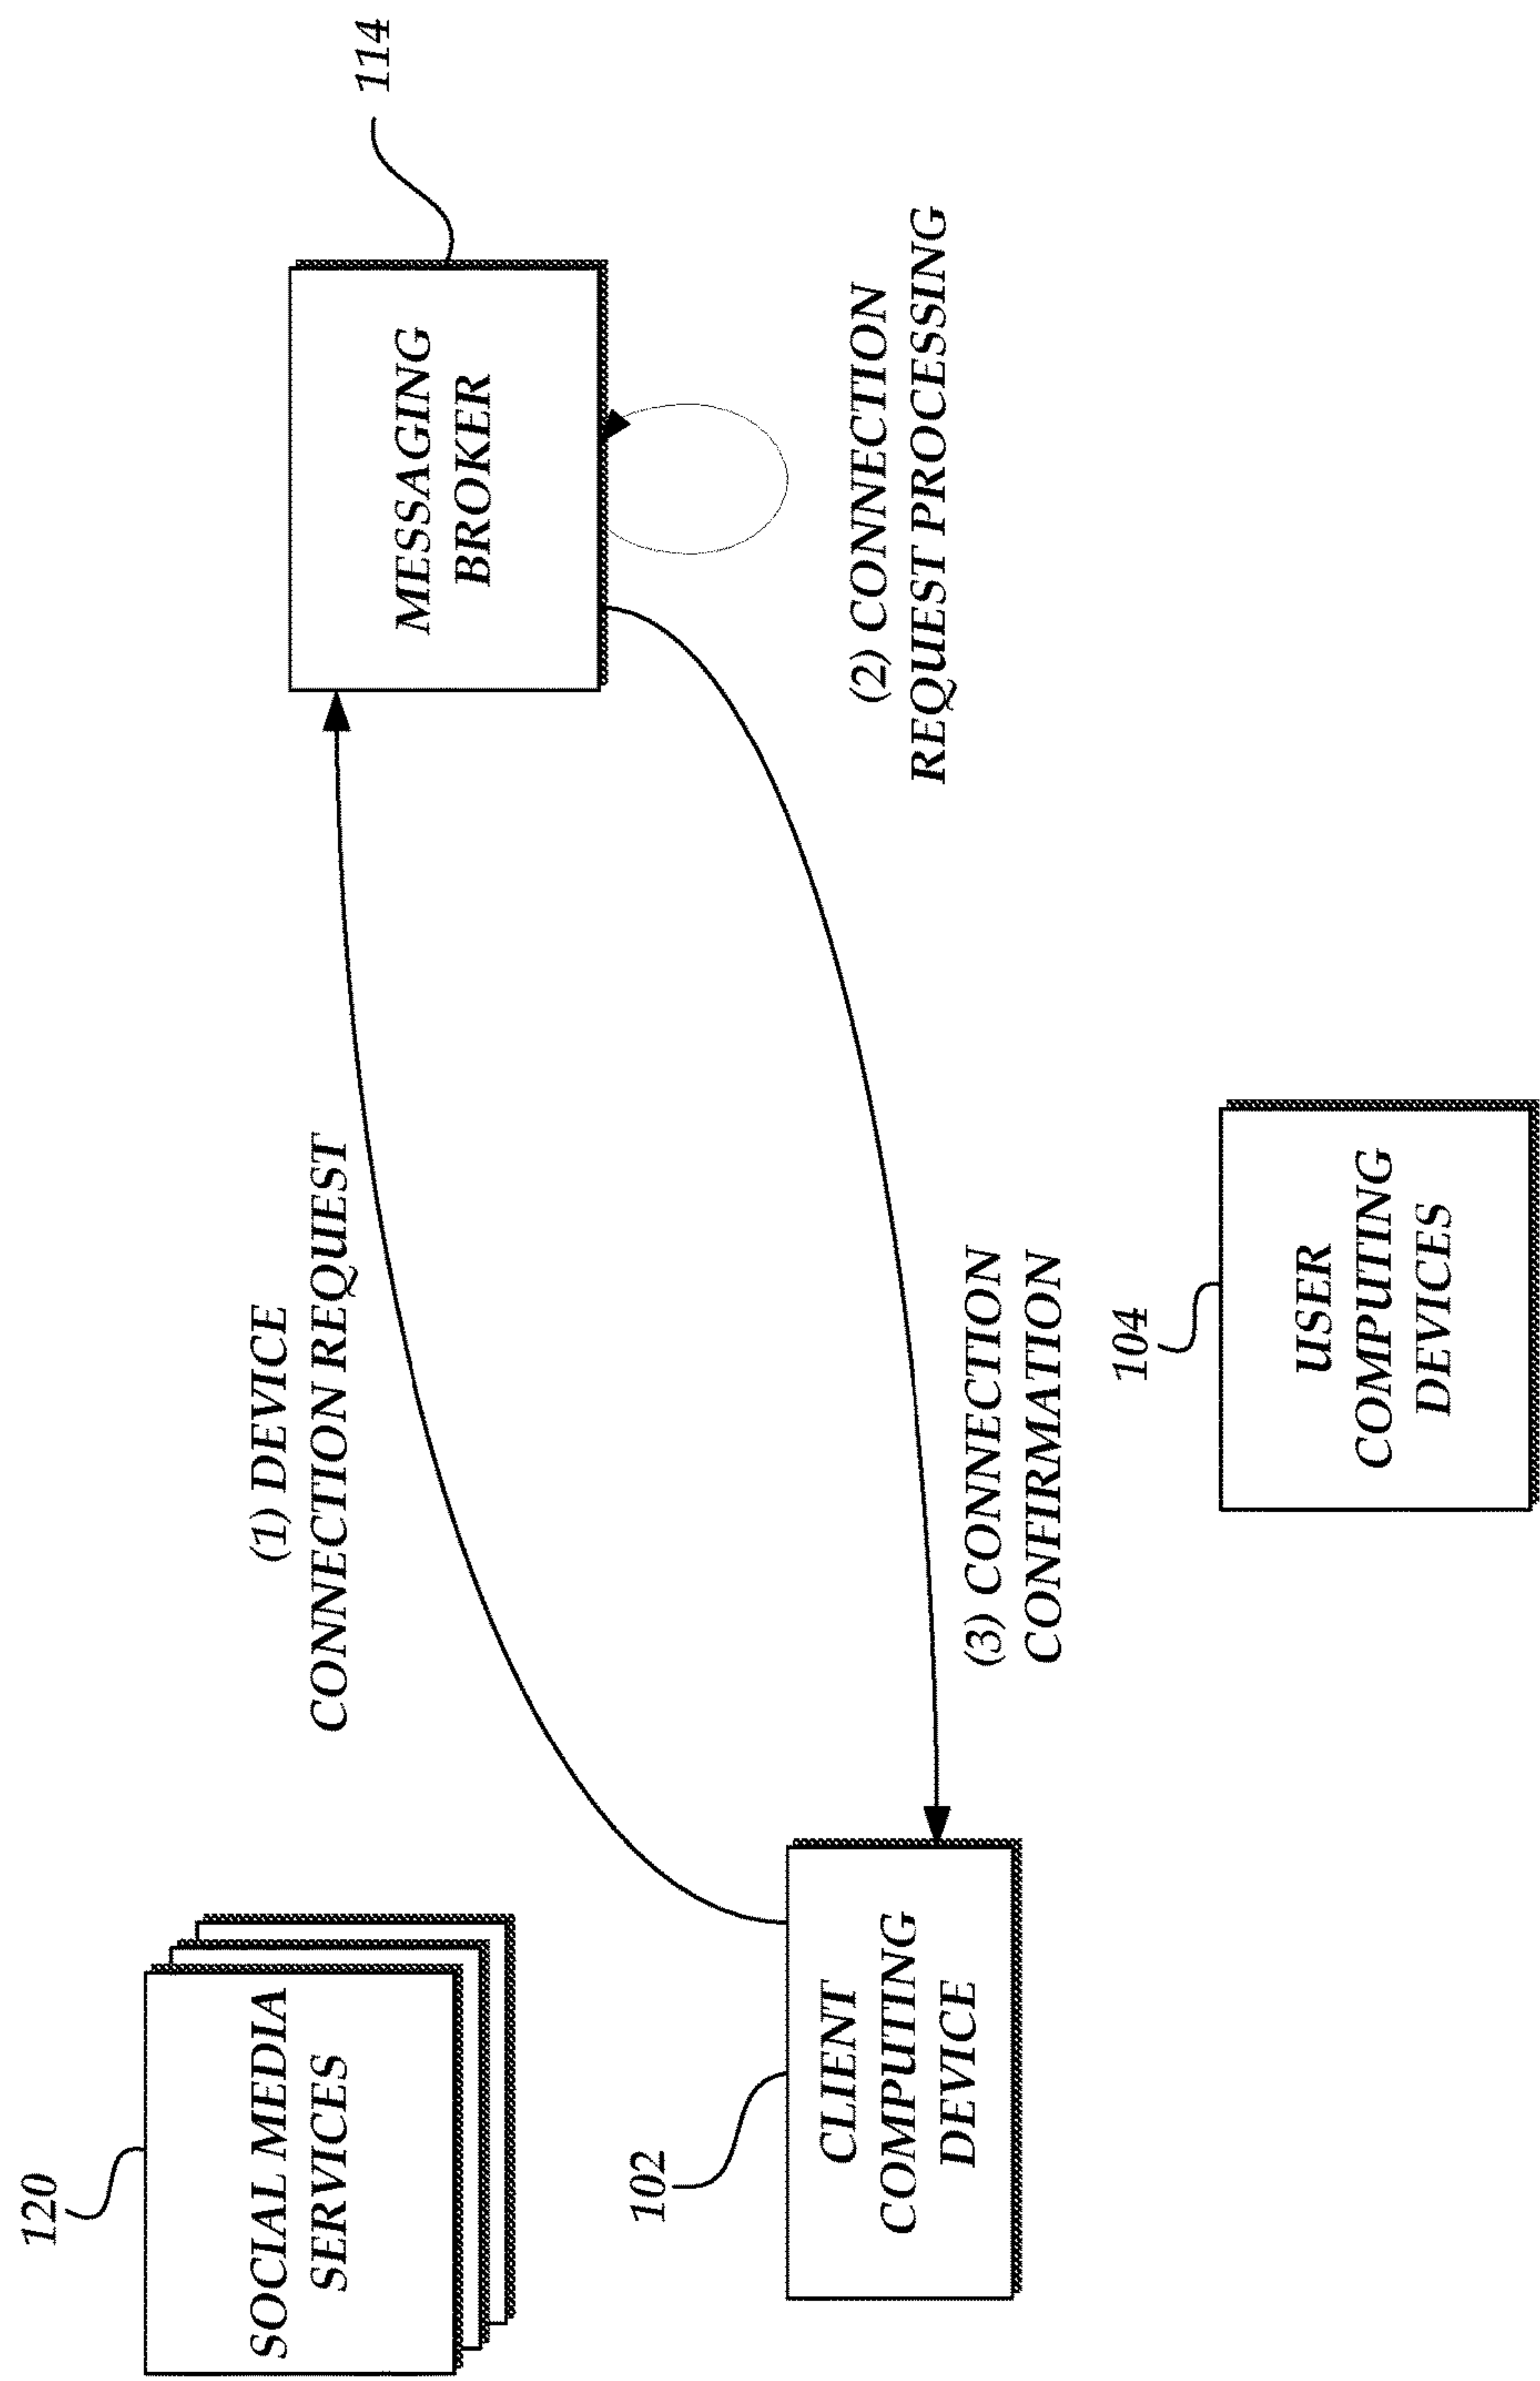 120
SOCIAL MEDIA
SERVICES
(1) DEVICE
CONNECTION REQUEST
MESSAGING
BROKER
114
102
CLIENT
COMPUTING
DEVICE
(2) CONNECTION
REQUEST PROCESSING
(3) CONNECTION
CONFIRMATION
104
USER
COMPUTING
DEVICES